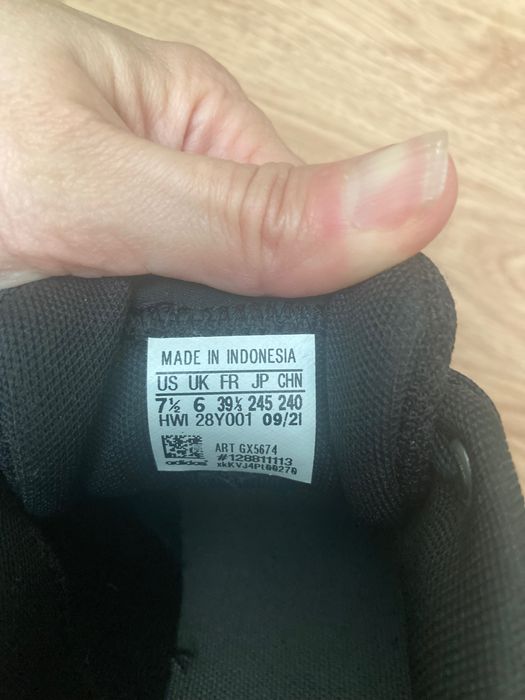 MADE IN INDONESIA
US UK FR JP CHN
7½ 6 39⅓ 245 240
HWI 28Y001 09/21
ART GX5674
#128811113
adidas xkKVJ4Pt00270